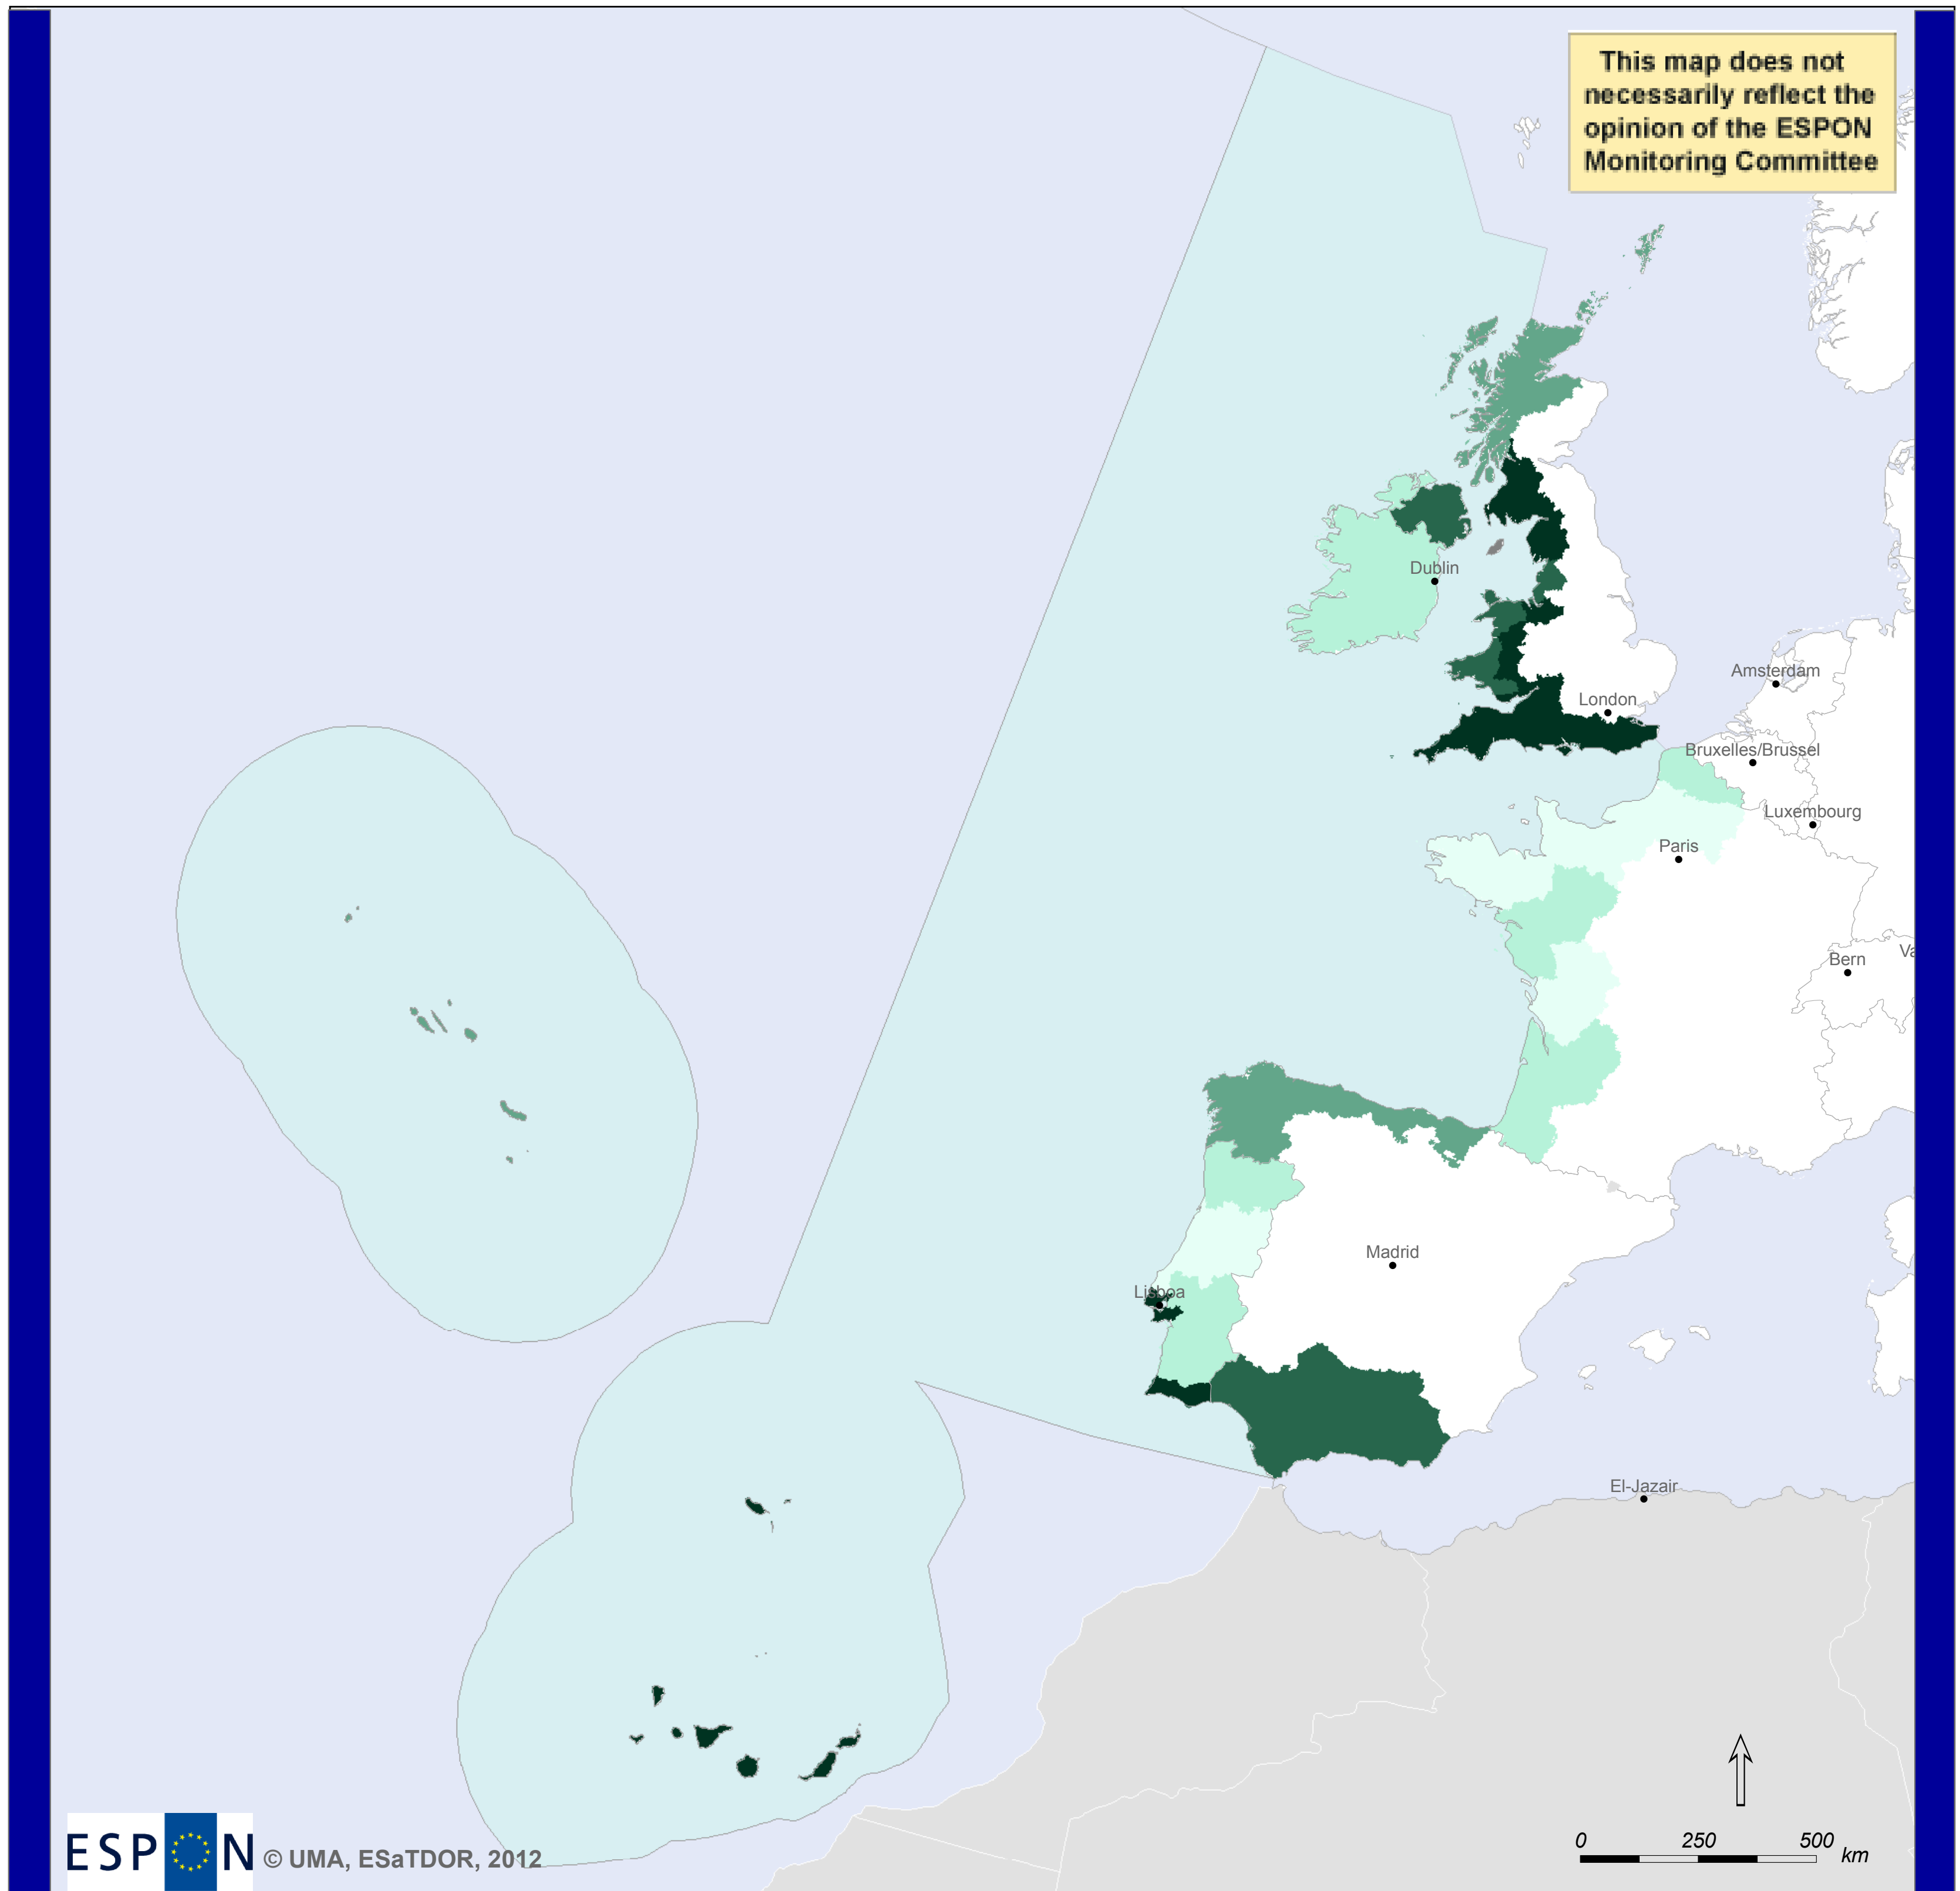 This map does not
necessarily reflect the
opinion of the ESPON
Monitoring Committee
Dublin
Amsterdam
London
Bruxelles/Brussel
Luxembourg
Paris
Bern
Va
Madrid
Lisboa
El-Jazair
0 250 500 km
ESPON © UMA, ESaTDOR, 2012